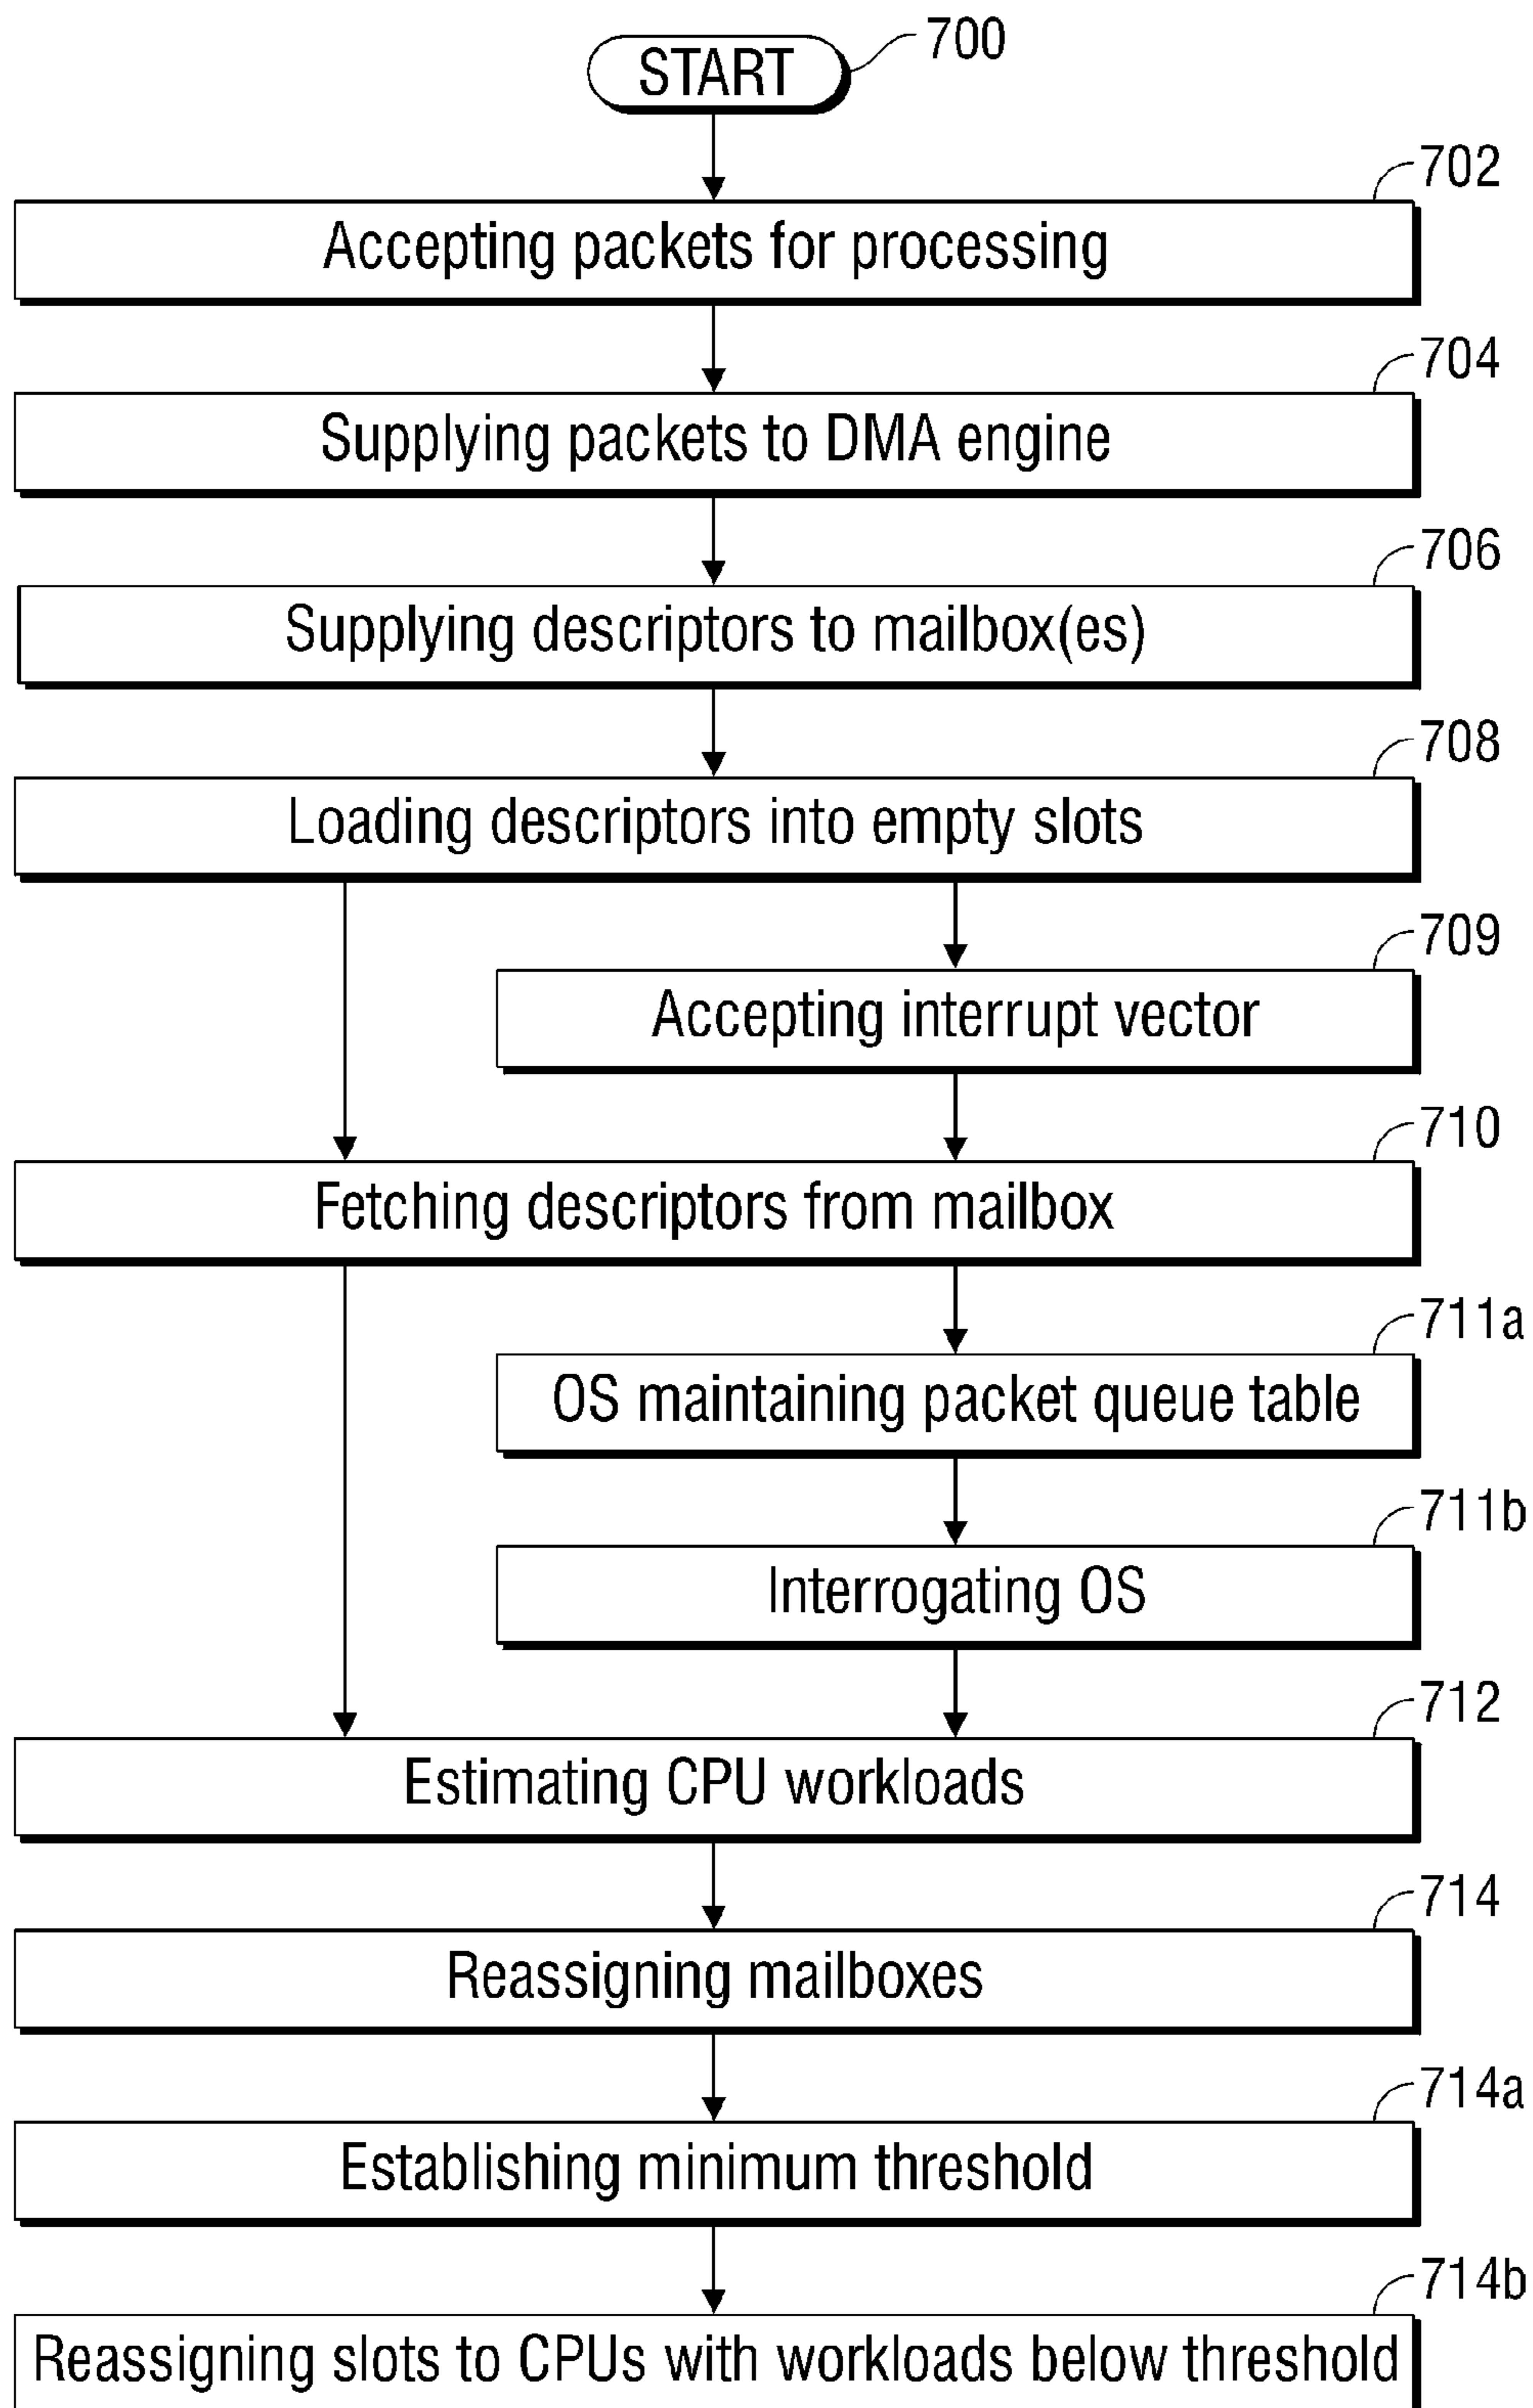 START
700
702
Accepting packets for processing
704
Supplying packets to DMA engine
706
Supplying descriptors to mailbox(es)
708
Loading descriptors into empty slots
709
Accepting interrupt vector
710
Fetching descriptors from mailbox
711a
OS maintaining packet queue table
711b
Interrogating OS
712
Estimating CPU workloads
714
Reassigning mailboxes
714a
Establishing minimum threshold
714b
Reassigning slots to CPUs with workloads below threshold